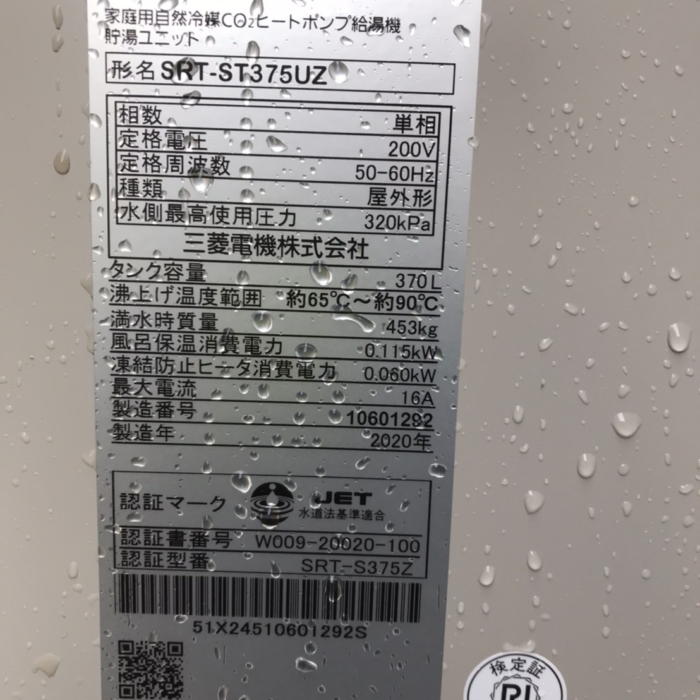 家庭用自然冷媒CO₂ヒートポンプ給湯機
貯湯ユニット
形名 SRT-ST375UZ
相数 単相
定格電圧 200V
定格周波数 50-60Hz
種類 屋外形
水側最高使用圧力 320kPa
三菱電機株式会社
タンク容量 370L
沸上げ温度範囲 約65℃～約90℃
満水時質量 453kg
風呂保温消費電力 0.115kW
凍結防止ヒータ消費電力 0.060kW
最大電流 16A
製造番号 10601292
製造年 2020年
認証マーク JET
水道法基準適合
認証書番号 W009-20020-100
認証型番 SRT-S375Z
51X24510601292S
検定証